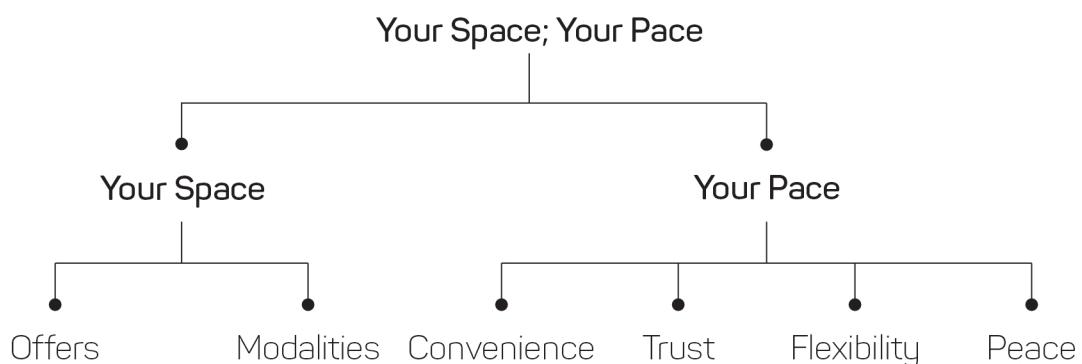 Your Space; Your Pace
Your Space
Your Pace
Offers
Modalities
Convenience
Trust
Flexibility
Peace